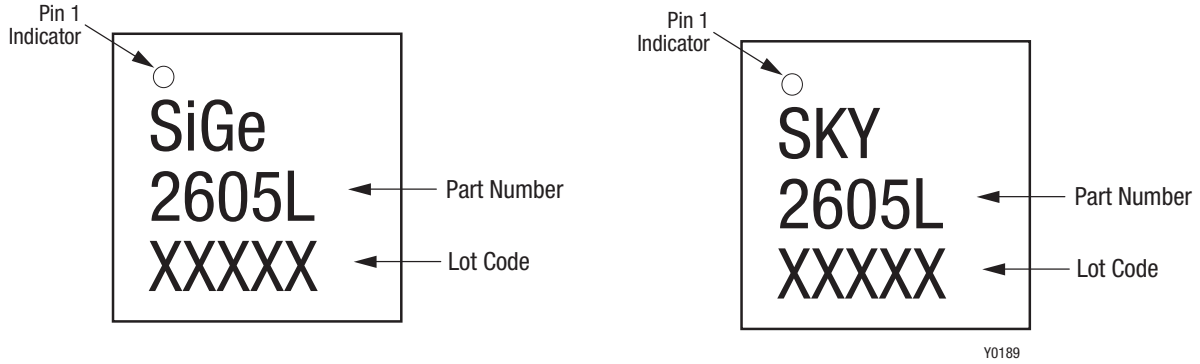 Pin 1
Indicator
SiGe
2605L
XXXXX
Part Number
Lot Code
Pin 1
Indicator
SKY
2605L
XXXXX
Part Number
Lot Code
Y0189